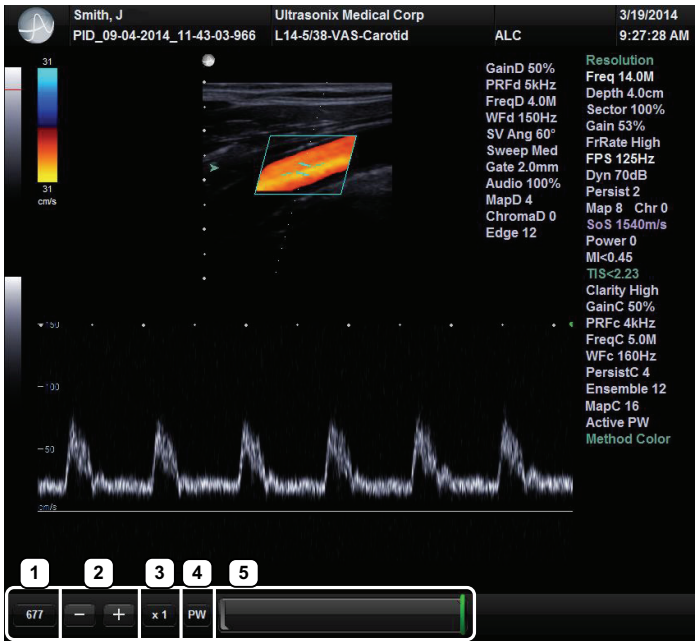 Smith, J Ultrasonix Medical Corp 3/19/2014
PID_09-04-2014_11-43-03-966 L14-5/38-VAS-Carotid ALC 9:27:28 AM
31
31
cm/s
GainD 50%
PRFd 5kHz
FreqD 4.0M
WFd 150Hz
SV Ang 60°
Sweep Med
Gate 2.0mm
Audio 100%
MapD 4
ChromaD 0
Edge 12
Resolution
Freq 14.0M
Depth 4.0cm
Sector 100%
Gain 53%
FrRate High
FPS 125Hz
Dyn 70dB
Persist 2
Map 8 Chr 0
SoS 1540m/s
Power 0
MI<0.45
TIS<2.23
Clarity High
GainC 50%
PRFc 4kHz
FreqC 5.0M
WFc 160Hz
PersistC 4
Ensemble 12
MapC 16
Active PW
Method Color
150
100
50
cm/s
1 2 3 4 5
677 − + x 1 PW